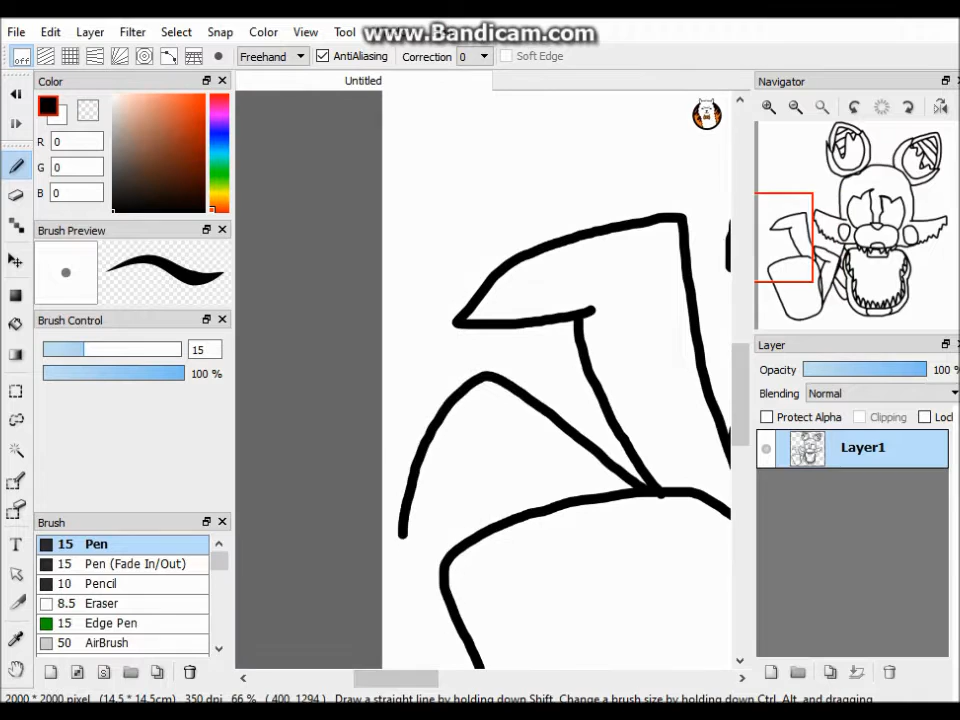 www.Bandicam.com
File Edit Layer Filter Select Snap Color View Tool
off Freehand AntiAliasing Correction 0 Soft Edge
Color
Untitled
Navigator
R 0
G 0
B 0
Brush Preview
Brush Control
15
100 %
Layer
Opacity 100 %
Blending Normal
Protect Alpha Clipping
Layer1
Brush
15 Pen
15 Pen (Fade In/Out)
10 Pencil
8.5 Eraser
15 Edge Pen
50 AirBrush
T
2000 * 2000 pixel (14.5 * 14.5cm) 350 dpi 66 % ( 400, 1294) Draw a straight line by holding down Shift, Change a brush size by holding down Ctrl, Alt, and dragging